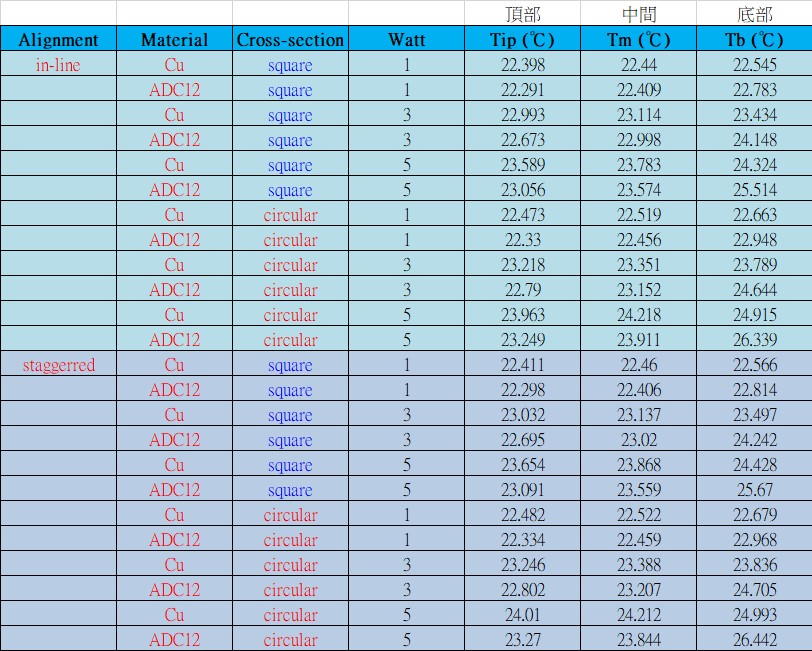 頂部 中間 底部
Alignment Material Cross-section Watt Tip (℃) Tm (℃) Tb (℃)
in-line Cu square 1 22.398 22.44 22.545
ADC12 square 1 22.291 22.409 22.783
Cu square 3 22.993 23.114 23.434
ADC12 square 3 22.673 22.998 24.148
Cu square 5 23.589 23.783 24.324
ADC12 square 5 23.056 23.574 25.514
Cu circular 1 22.473 22.519 22.663
ADC12 circular 1 22.33 22.456 22.948
Cu circular 3 23.218 23.351 23.789
ADC12 circular 3 22.79 23.152 24.644
Cu circular 5 23.963 24.218 24.915
ADC12 circular 5 23.249 23.911 26.339
staggerred Cu square 1 22.411 22.46 22.566
ADC12 square 1 22.298 22.406 22.814
Cu square 3 23.032 23.137 23.497
ADC12 square 3 22.695 23.02 24.242
Cu square 5 23.654 23.868 24.428
ADC12 square 5 23.091 23.559 25.67
Cu circular 1 22.482 22.522 22.679
ADC12 circular 1 22.334 22.459 22.968
Cu circular 3 23.246 23.388 23.836
ADC12 circular 3 22.802 23.207 24.705
Cu circular 5 24.01 24.212 24.993
ADC12 circular 5 23.27 23.844 26.442